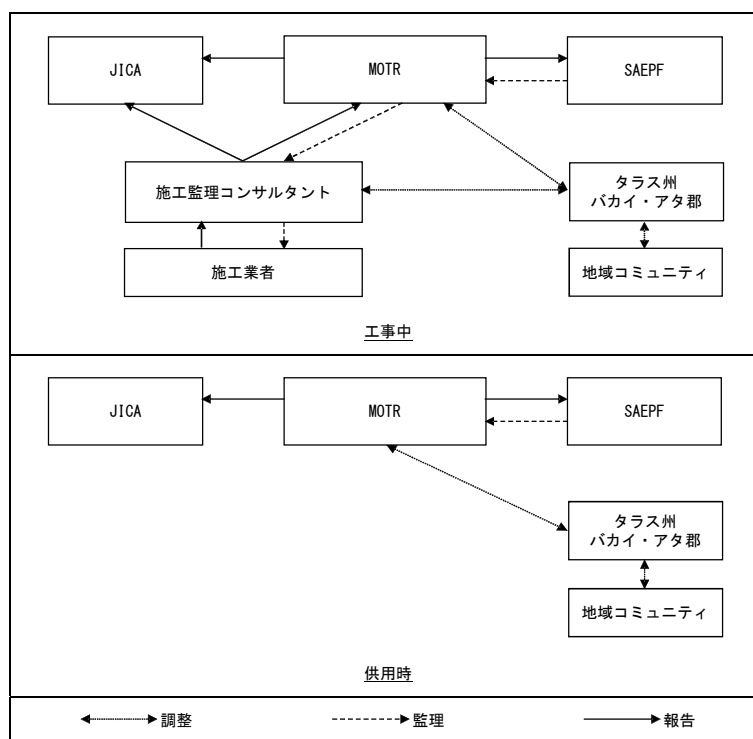 JICA
MOTR
SAEPF
施工監理コンサルタント
タラス州
バカイ・アタ郡
施工業者
地域コミュニティ
工事中
JICA
MOTR
SAEPF
タラス州
バカイ・アタ郡
地域コミュニティ
供用時
調整
監理
報告